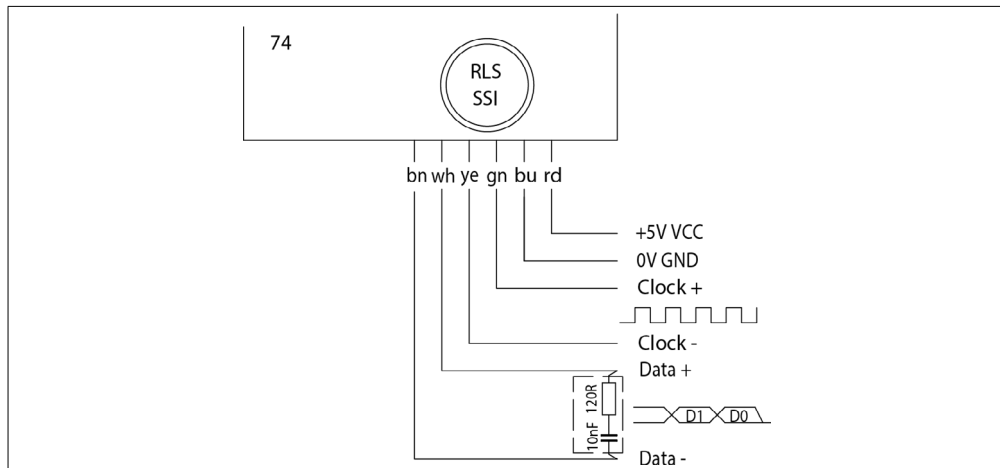 74
RLS
SSI
bn wh ye gn bu rd
+5V VCC
0V GND
Clock +
Clock -
Data +
120R
10nF
D1 D0
Data -